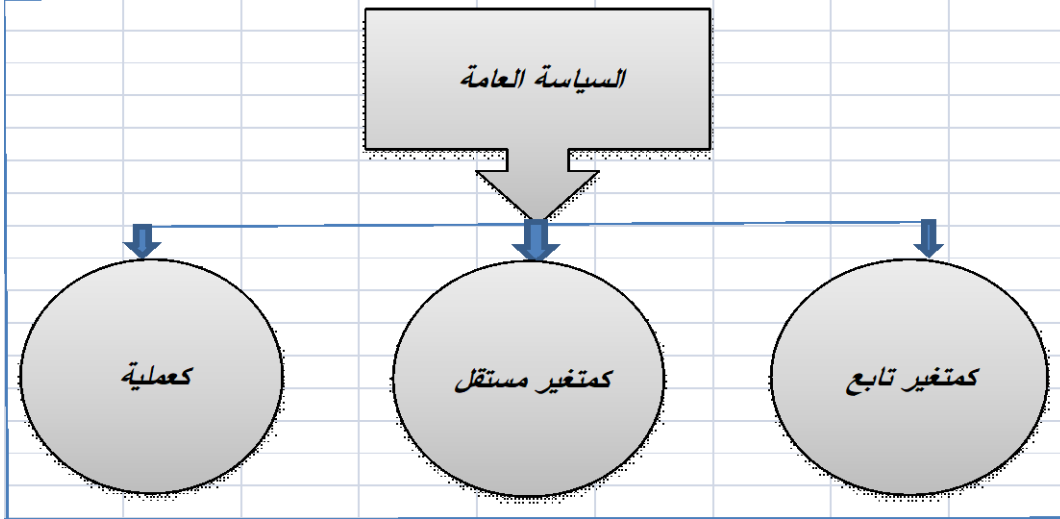 السياسة العامة
كمتغير تابع
كمتغير مستقل
كعملية